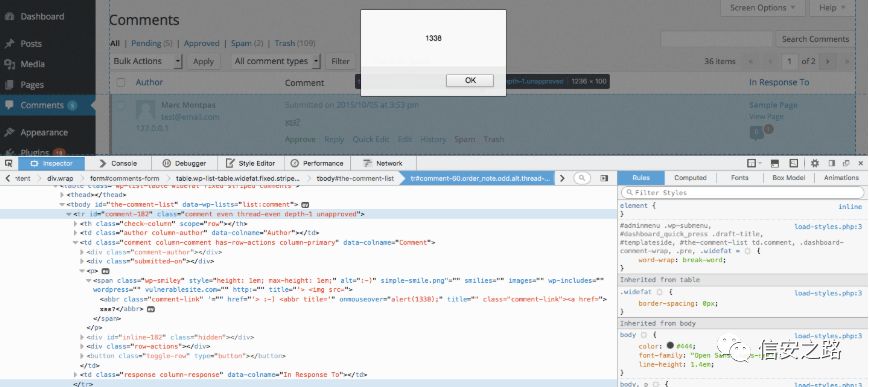 Dashboard
Comments
Screen Options
Help
1338
OK
Posts
All | Pending (5) | Approved | Spam (2) | Trash (109)
Search Comments
Media
Bulk Actions
Apply
All comment types
Filter
36 items
1
of 2
Pages
Author
Comment
depth-1.unapproved | 1236 × 100
In Response To
Comments
5
Marc Montpas
Submitted on 2015/10/05 at 3:53 pm
Sample Page
test@email.com
View Page
127.0.0.1
Appearance
Approve Reply Quick Edit Edit History Spam Trash
Plugins
Inspector
Console
Debugger
Style Editor
Performance
Network
ntent
div.wrap
form#comments-form
table.wp-list-table.widefat.fixed.stripe…
tbody#the-comment-list
tr#comment-60.order_note.odd.alt.thread-…
Rules
Computed
Fonts
Box Model
Animations
<table class="wp-list-table widefat fixed striped comments">
<thead></thead>
<tbody id="the-comment-list" data-wp-lists="list:comment">
<tr id="comment-182" class="comment even thread-even depth-1 unapproved">
<th class="check-column" scope="row"></th>
<td class="author column-author" data-colname="Author"></td>
<td class="comment column-comment has-row-actions column-primary" data-colname="Comment">
<div class="comment-author"></div>
<div class="submitted-on"></div>
<p>
<span class="wp-smiley" style="height: 1em; max-height: 1em;" alt=":-)" simple-smile.png"="" smilies="" images="" wp-includes=""
wordpress="" vulnerablesite.com="" http:="" title='> <img src=">
<abbr class="comment-link" '="" href="'> :-) <abbr title='" onmouseover="alert(1338);" title="" class="comment-link"><a href">
xss?</abbr>
</span>
</p>
<div id="inline-182" class="hidden"></div>
<div class="row-actions"></div>
<button class="toggle-row" type="button"></button>
</td>
<td class="response column-response" data-colname="In Response To"></td>
</tr>
Filter Styles
element {
inline
}
#adminmenu .wp-submenu,
load-styles.php:3
#dashboard_quick_press .draft-title,
#templateside, #the-comment-list td.comment, .dashboard-
comment-wrap, .pre, .widefat * {
word-wrap: break-word;
}
Inherited from table
.widefat {
load-styles.php:3
border-spacing: 0px;
}
Inherited from body
body {
load-styles.php:3
color: #444;
font-family: "Open Sans
line-height: 1.4em;
}
body, p {
信安之路